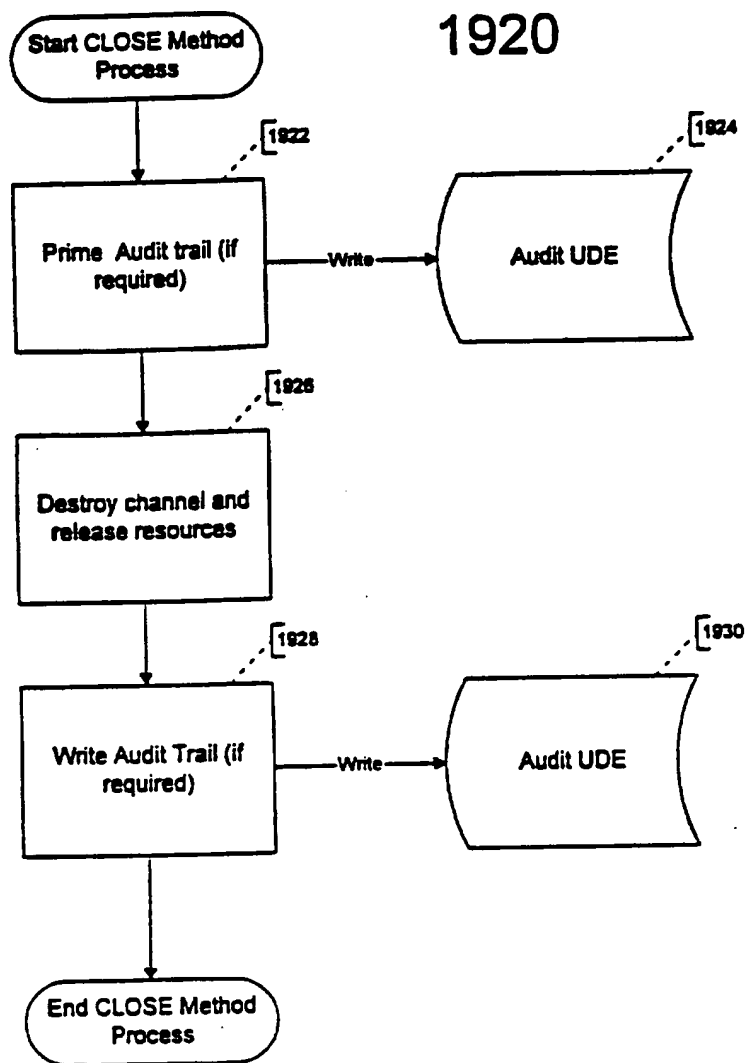 1920
Start CLOSE Method
Process
1922
1924
Prime Audit trail (if
required)
Write
Audit UDE
1926
Destroy channel and
release resources
1928
1930
Write Audit Trail (if
required)
Write
Audit UDE
End CLOSE Method
Process